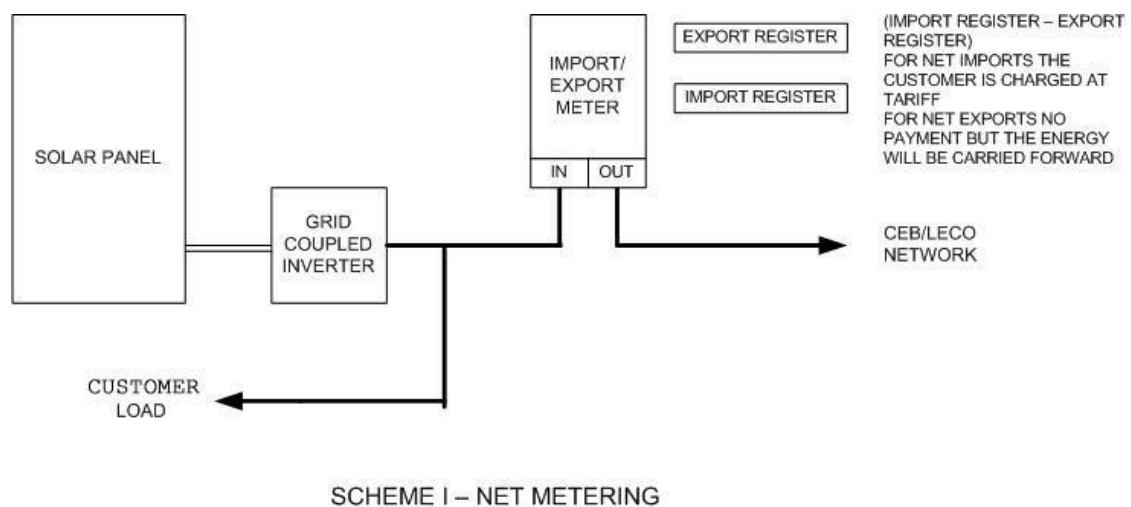 SOLAR PANEL
GRID
COUPLED
INVERTER
IMPORT/
EXPORT
METER
IN
OUT
EXPORT REGISTER
IMPORT REGISTER
(IMPORT REGISTER – EXPORT
REGISTER)
FOR NET IMPORTS THE
CUSTOMER IS CHARGED AT
TARIFF
FOR NET EXPORTS NO
PAYMENT BUT THE ENERGY
WILL BE CARRIED FORWARD
CEB/LECO
NETWORK
CUSTOMER
LOAD
SCHEME I – NET METERING